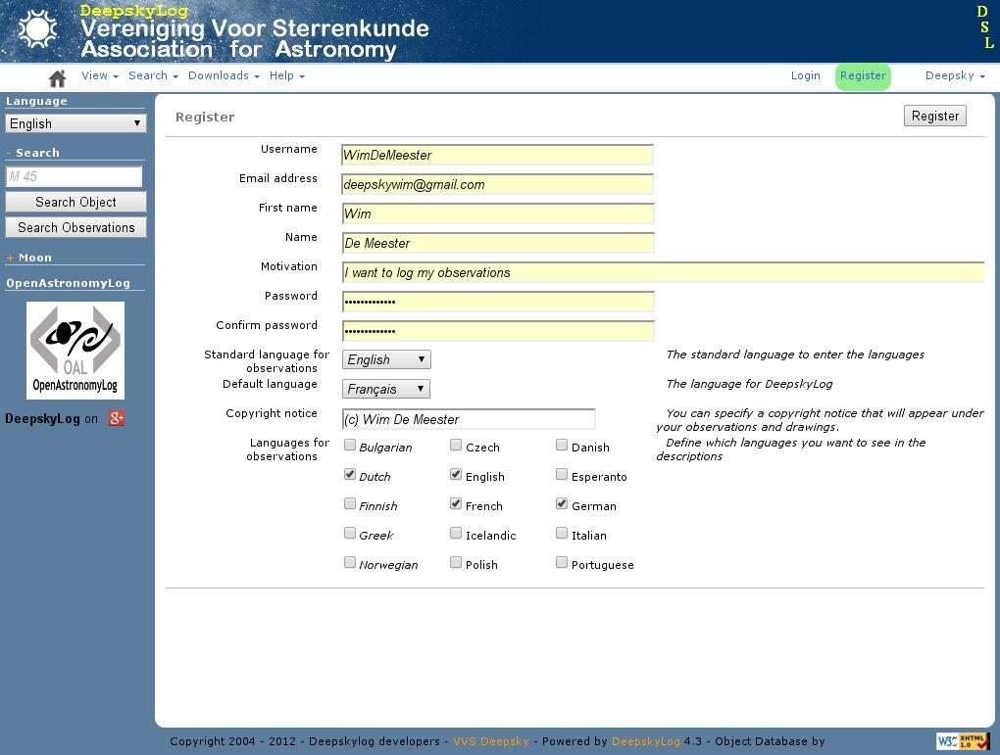 DeepskyLog
Vereniging Voor Sterrenkunde
Association for Astronomy
D
S
L
View Search Downloads Help Login Register Deepsky
Language
English
- Search
M 45
Search Object
Search Observations
+ Moon
OpenAstronomyLog
OAL
OpenAstronomyLog
DeepskyLog on g+
Register Register
Username WimDeMeester
Email address deepskywim@gmail.com
First name Wim
Name De Meester
Motivation I want to log my observations
Password •••••••••••••
Confirm password •••••••••••••
Standard language for English The standard language to enter the languages
observations
Default language Français The language for DeepskyLog
Copyright notice (c) Wim De Meester You can specify a copyright notice that will appear under
your observations and drawings.
Languages for Bulgarian Czech Danish Define which languages you want to see in the
observations descriptions
Dutch English Esperanto
Finnish French German
Greek Icelandic Italian
Norwegian Polish Portuguese
Copyright 2004 - 2012 - Deepskylog developers - VVS Deepsky - Powered by DeepskyLog 4.3 - Object Database by
W3C XHTML 1.0